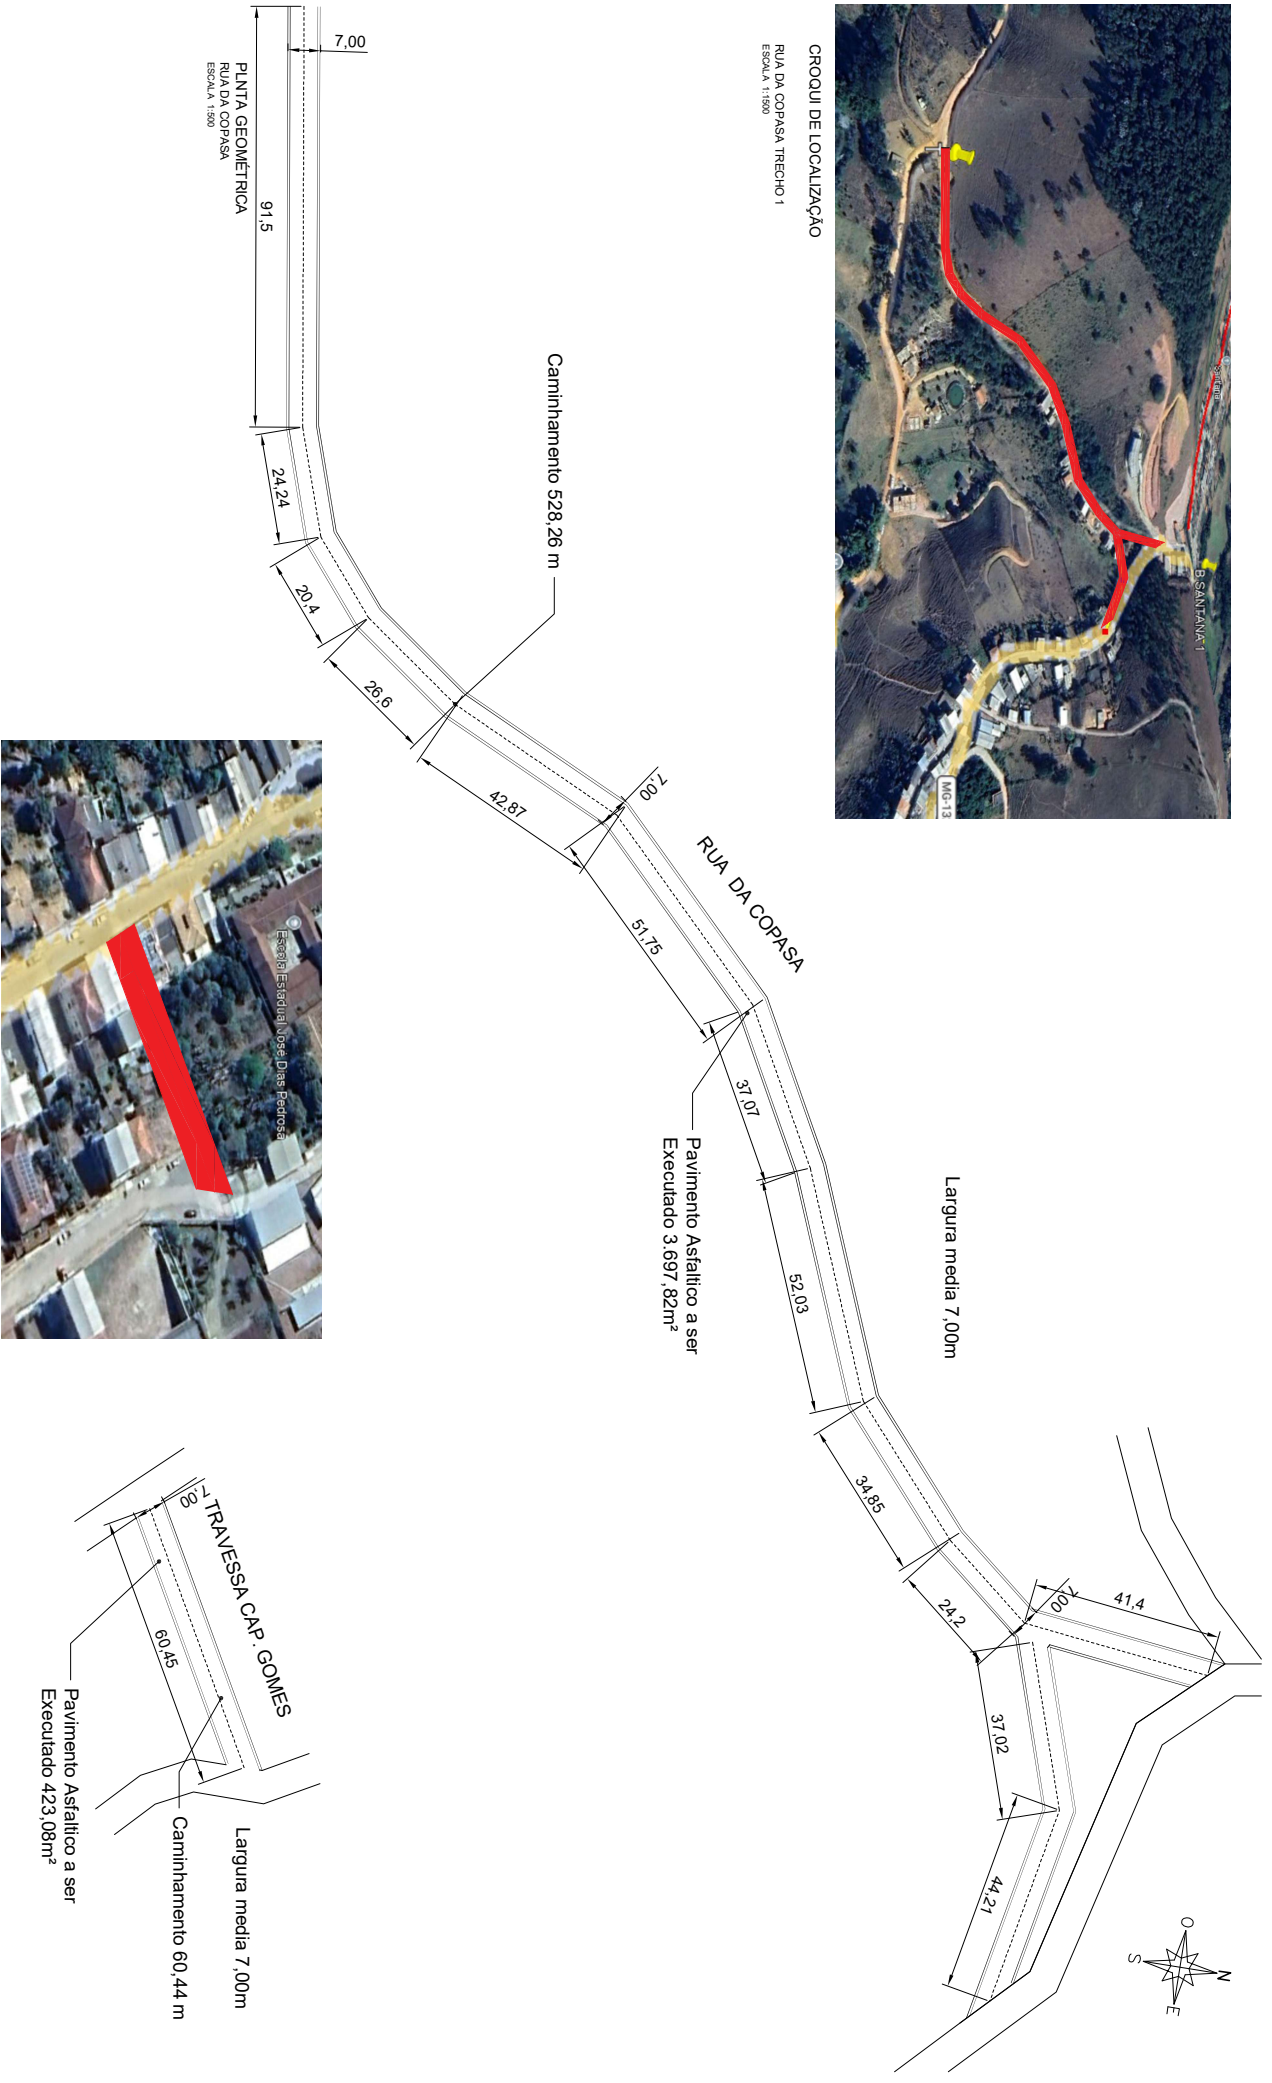 CROQUI DE LOCALIZAÇÃO
RUA DA COPASA TRECHO 1
ESCALA 1:1500
Santana
B SANTANA 1
MG-13
7,00
PLNTA GEOMÉTRICA
RUA DA COPASA
ESCALA 1:500
91,5
24,24
20,4
26,6
42,87
51,75
37,07
52,03
34,85
24,2
37,02
44,21
41,4
7,00
7,00
Caminhamento 528,26 m
RUA DA COPASA
Pavimento Asfaltico a ser
Executado 3.697,82m²
Largura media 7,00m
N
S
E
O
Escola Estadual José Dias Pedrosa
TRAVESSA CAP. GOMES
7,00
60,45
Pavimento Asfaltico a ser
Executado 423,08m²
Caminhamento 60,44 m
Largura media 7,00m